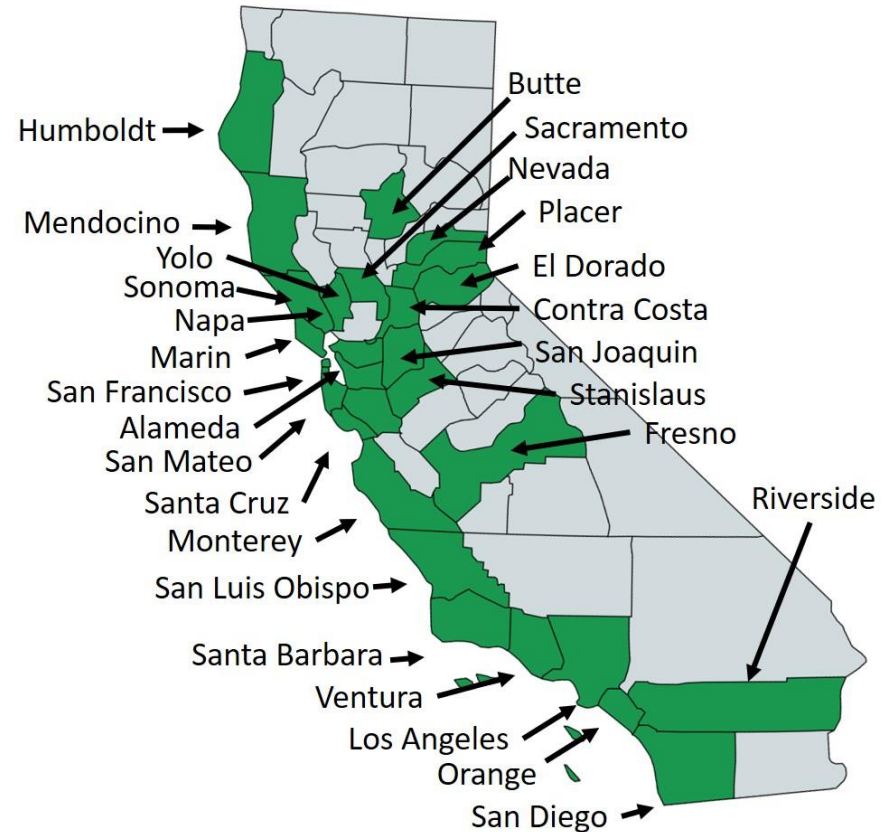 Butte
Sacramento
Humboldt
Nevada
Placer
Mendocino
Yolo
El Dorado
Sonoma
Contra Costa
Napa
Marin
San Joaquin
San Francisco
Stanislaus
Alameda
Fresno
San Mateo
Santa Cruz
Riverside
Monterey
San Luis Obispo
Santa Barbara
Ventura
Los Angeles
Orange
San Diego